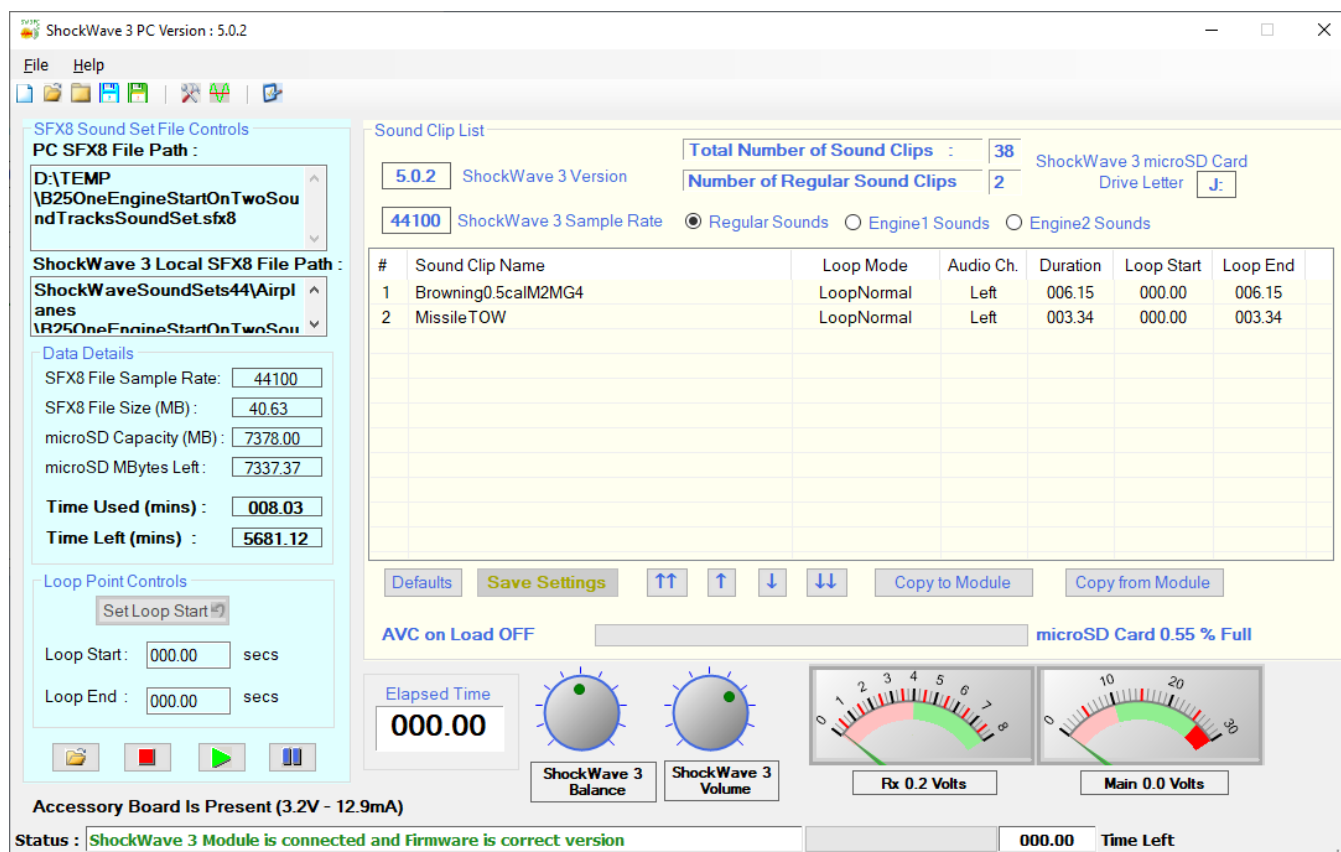 ShockWave 3 PC Version : 5.0.2
File Help
SFX8 Sound Set File Controls
PC SFX8 File Path :
D:\TEMP
\B25OneEngineStartOnTwoSou
ndTracksSoundSet.sfx8
ShockWave 3 Local SFX8 File Path :
ShockWaveSoundSets44\Airpl
anes
\B25OneEngineStartOnTwoSou
Data Details
SFX8 File Sample Rate: 44100
SFX8 File Size (MB) : 40.63
microSD Capacity (MB) : 7378.00
microSD MBytes Left : 7337.37
Time Used (mins) : 008.03
Time Left (mins) : 5681.12
Loop Point Controls
Set Loop Start
Loop Start : 000.00 secs
Loop End : 000.00 secs
Accessory Board Is Present (3.2V - 12.9mA)
Sound Clip List
5.0.2 ShockWave 3 Version
Total Number of Sound Clips : 38
Number of Regular Sound Clips 2
ShockWave 3 microSD Card
Drive Letter J:
44100 ShockWave 3 Sample Rate Regular Sounds Engine1 Sounds Engine2 Sounds
# Sound Clip Name Loop Mode Audio Ch. Duration Loop Start Loop End
1 Browning0.5calM2MG4 LoopNormal Left 006.15 000.00 006.15
2 MissileTOW LoopNormal Left 003.34 000.00 003.34
Defaults Save Settings ↑↑ ↑ ↓ ↓↓ Copy to Module Copy from Module
AVC on Load OFF microSD Card 0.55 % Full
Elapsed Time
000.00
ShockWave 3
Balance
ShockWave 3
Volume
0 1 2 3 4 5 6 7 8
Rx 0.2 Volts
0 10 20 30
Main 0.0 Volts
Status : ShockWave 3 Module is connected and Firmware is correct version 000.00 Time Left